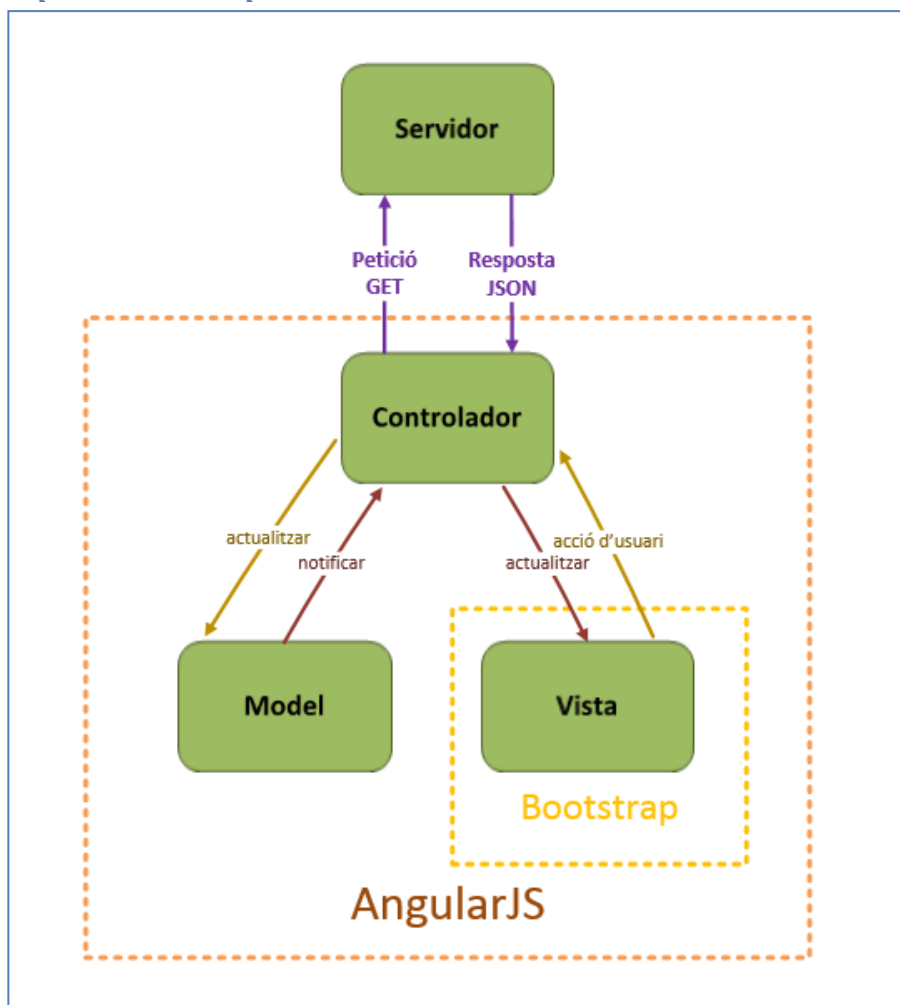 Servidor
Petició
GET
Resposta
JSON
Controlador
actualitzar
notificar
actualitzar
acció d'usuari
Model
Vista
Bootstrap
AngularJS